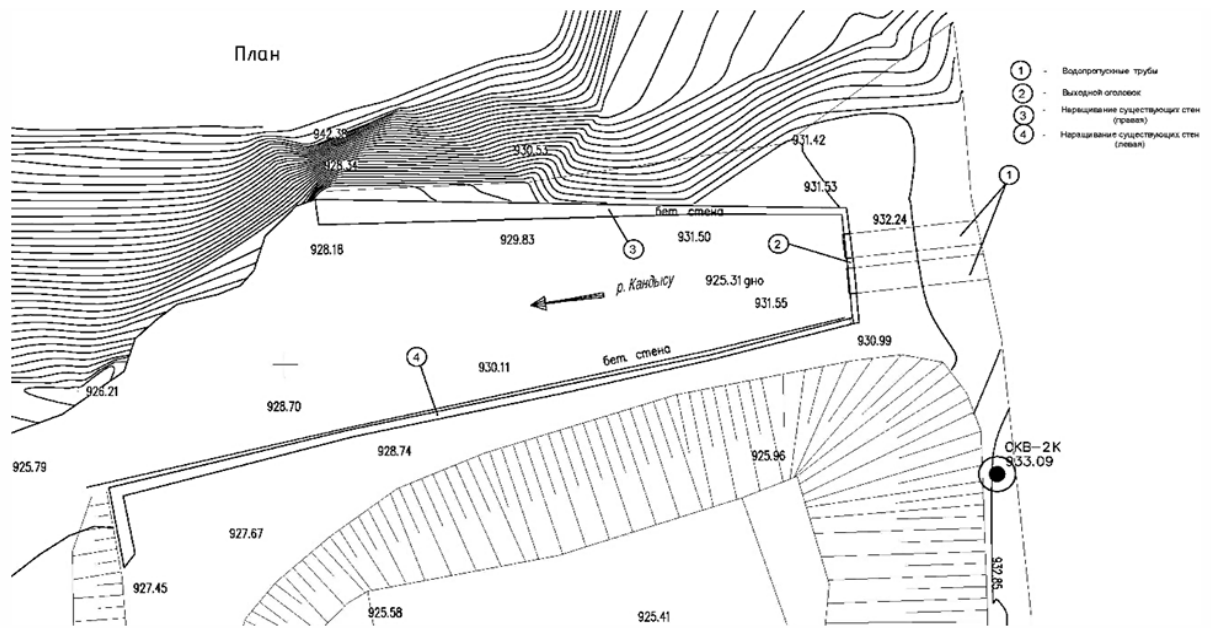 План
1 - Водопропускные трубы
2 - Выходной оголовок
3 - Наращивание существующих стен
(правая)
4 - Наращивание существующих стен
(левая)
942.38
928.34
930.53
931.42
931.53
1
бет. стена
932.24
928.18
929.83
3
931.50
2
р. Кандысу
925.31 дно
931.55
930.99
4
930.11
бет. стена
926.21
928.70
925.79
928.74
925.96
СКВ-2К
933.09
927.67
927.45
932.85
925.58
925.41